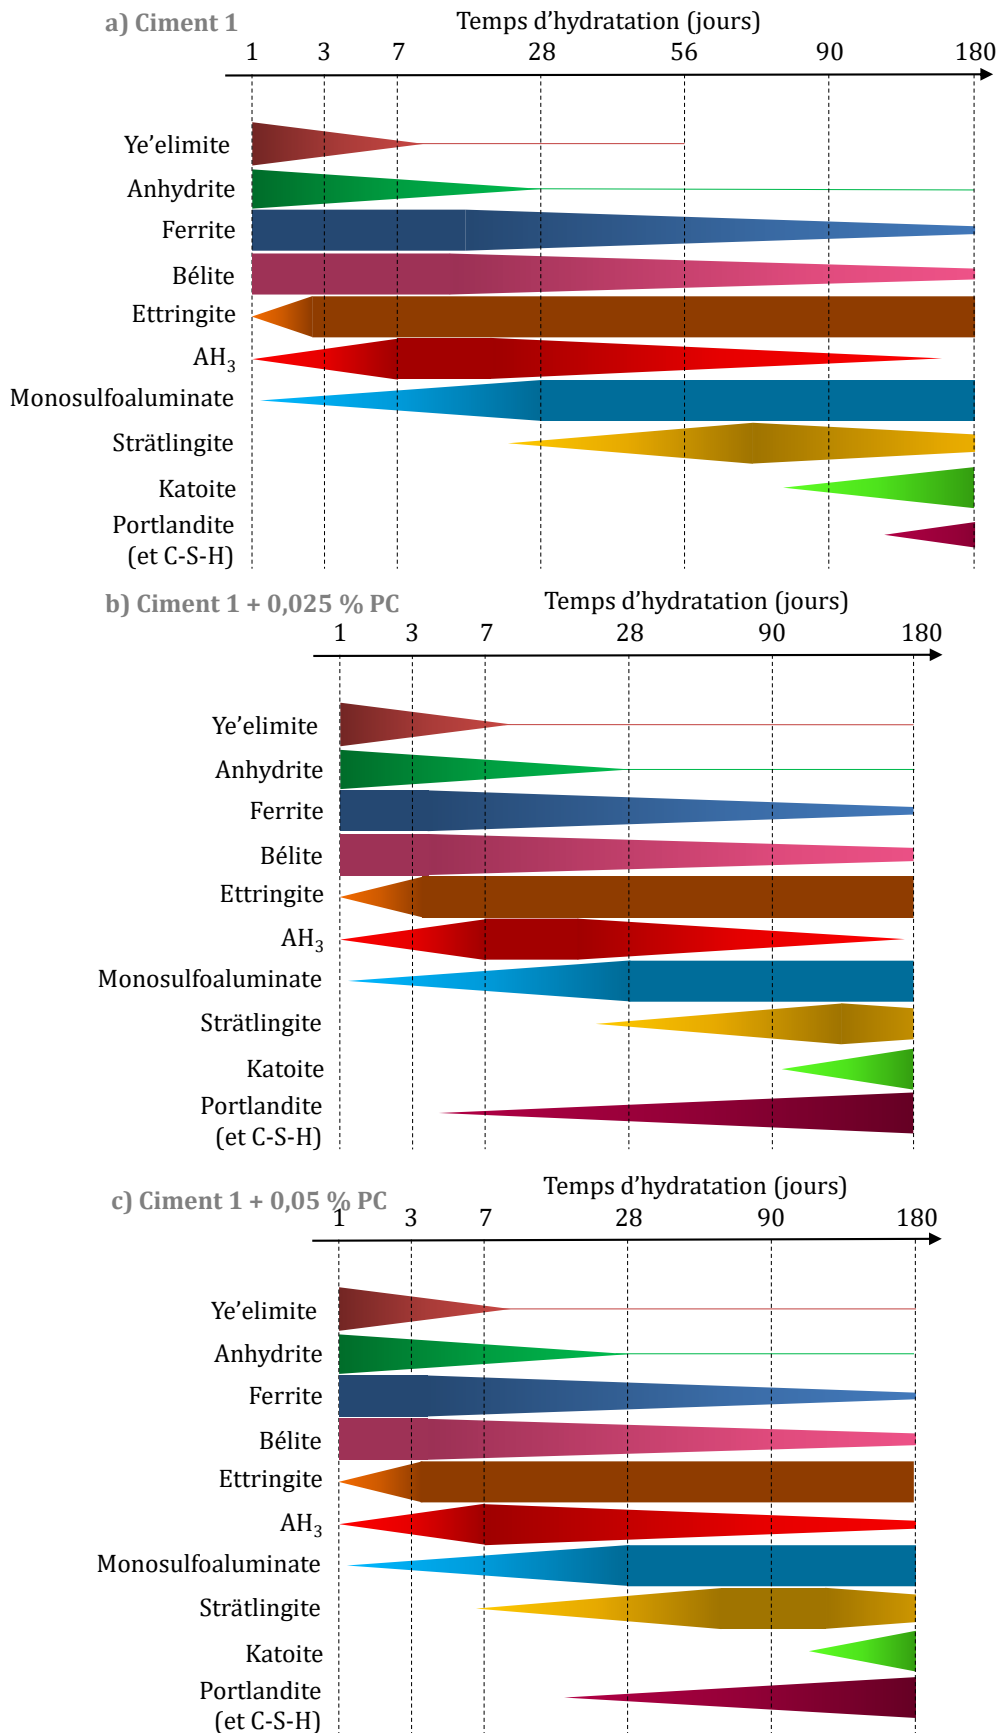 a) Ciment 1
Temps d’hydratation (jours)
1 3 7 28 56 90 180
Ye’elimite
Anhydrite
Ferrite
Bélite
Ettringite
AH₃
Monosulfoaluminate
Strätlingite
Katoite
Portlandite
(et C-S-H)
b) Ciment 1 + 0,025 % PC
Temps d’hydratation (jours)
1 3 7 28 90 180
Ye’elimite
Anhydrite
Ferrite
Bélite
Ettringite
AH₃
Monosulfoaluminate
Strätlingite
Katoite
Portlandite
(et C-S-H)
c) Ciment 1 + 0,05 % PC
Temps d’hydratation (jours)
1 3 7 28 90 180
Ye’elimite
Anhydrite
Ferrite
Bélite
Ettringite
AH₃
Monosulfoaluminate
Strätlingite
Katoite
Portlandite
(et C-S-H)